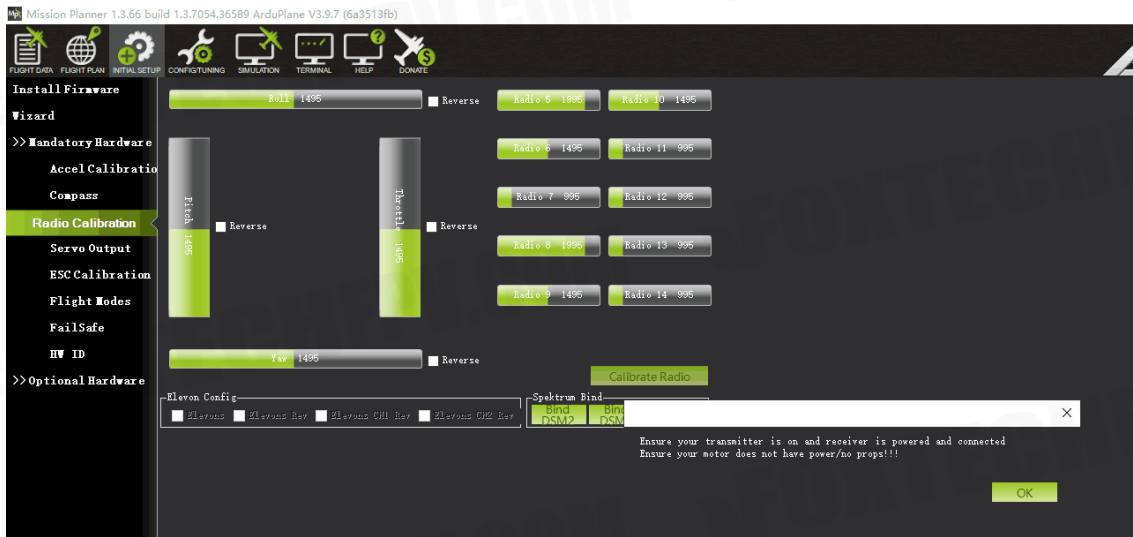 Mission Planner 1.3.66 build 1.3.7054.36589 ArduPlane V3.9.7 (6a3513fb)
FLIGHT DATA FLIGHT PLAN INITIAL SETUP CONFIG/TUNING SIMULATION TERMINAL HELP DONATE
Install Firmware
Wizard
>> Mandatory Hardware
Accel Calibratio
Compass
Radio Calibration
Servo Output
ESC Calibration
Flight Modes
FailSafe
HW ID
>> Optional Hardware
Roll 1495
Reverse
Radio 5 1995
Radio 10 1495
Radio 6 1495
Radio 11 995
Pitch 1495
Reverse
Throttle 1495
Reverse
Radio 7 995
Radio 12 995
Radio 8 1995
Radio 13 995
Radio 9 1495
Radio 14 995
Yaw 1495
Reverse
Calibrate Radio
Elevon Config
Elevons Elevons Rev Elevons CH1 Rev Elevons CH2 Rev
Spektrum Bind
Bind
DSM2
Bin
DSM
Ensure your transmitter is on and receiver is powered and connected
Ensure your motor does not have power/no props!!!
OK